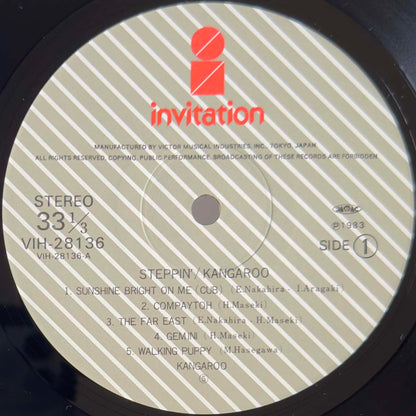 invitation
MANUFACTURED BY VICTOR MUSICAL INDUSTRIES, INC., TOKYO, JAPAN
ALL RIGHTS RESERVED, COPYING, PUBLIC PERFORMANCE, BROADCASTING OF THESE RECORDS ARE FORBIDDEN
STEREO
33 1/3
VIH-28136
VIH-28136-A
℗1983
SIDE 1
STEPPIN'/KANGAROO
1. SUNSHINE BRIGHT ON ME (CUB) (E.Nakahira - I.Aragaki)
2. COMPAYTOH (H.Maseki)
3. THE FAR EAST (E.Nakahira - H.Maseki)
4. GEMINI (H.Maseki)
5. WALKING PUPPY (M.Hasegawa)
KANGAROO
G